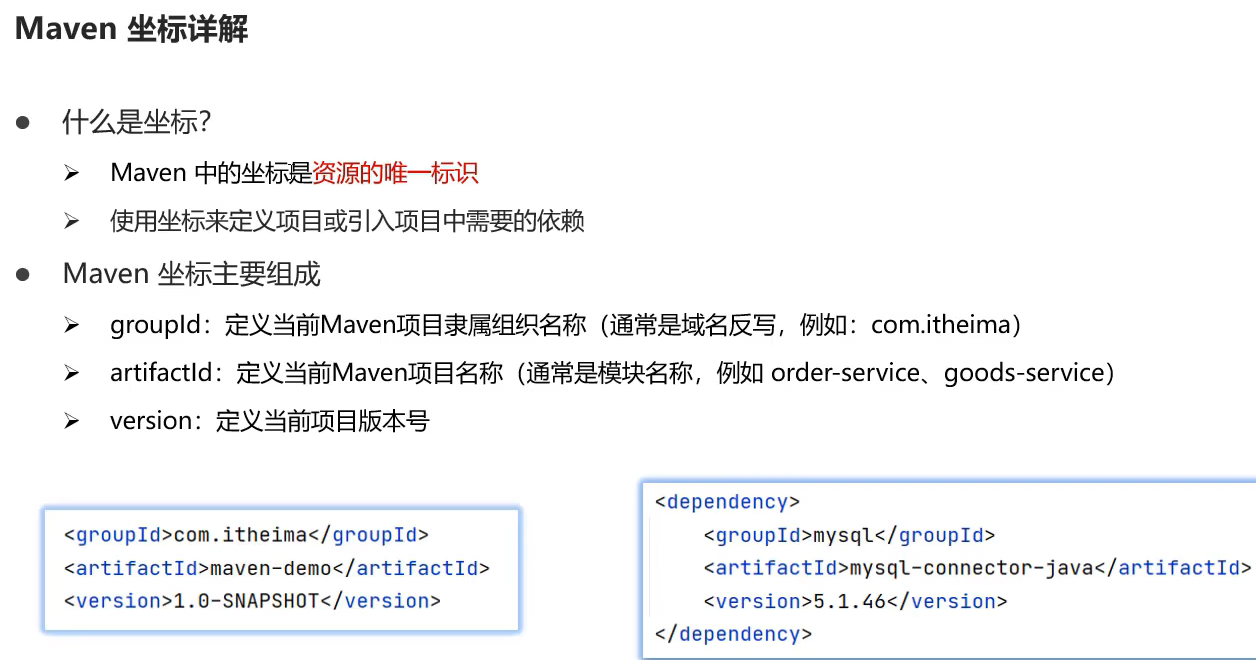 Maven 坐标详解
什么是坐标？
Maven 中的坐标是资源的唯一标识
使用坐标来定义项目或引入项目中需要的依赖
Maven 坐标主要组成
groupId：定义当前Maven项目隶属组织名称（通常是域名反写，例如：com.itheima）
artifactId：定义当前Maven项目名称（通常是模块名称，例如 order-service、goods-service）
version：定义当前项目版本号
<groupId>com.itheima</groupId>
<artifactId>maven-demo</artifactId>
<version>1.0-SNAPSHOT</version>
<dependency>
<groupId>mysql</groupId>
<artifactId>mysql-connector-java</artifactId>
<version>5.1.46</version>
</dependency>